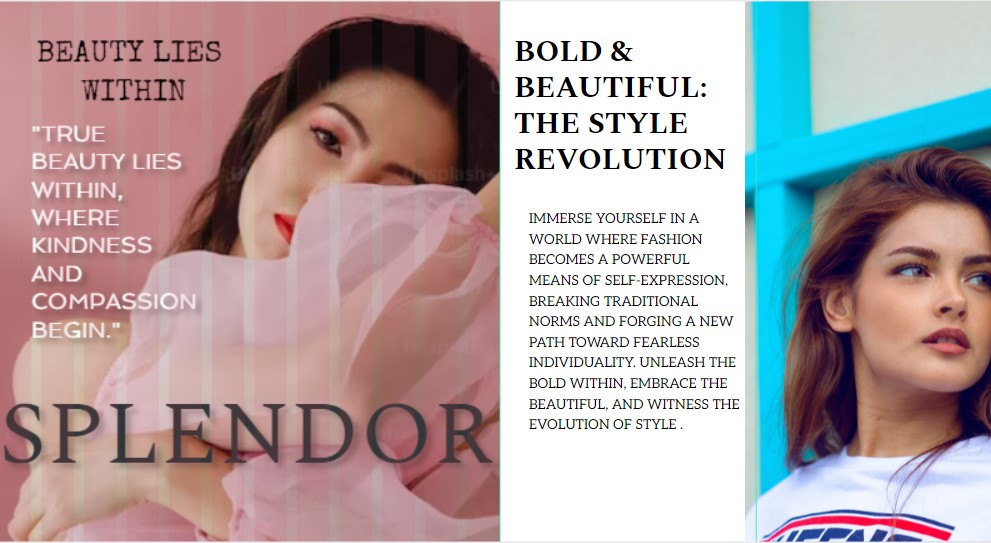 BEAUTY LIES
WITHIN
"TRUE
BEAUTY LIES
WITHIN,
WHERE
KINDNESS
AND
COMPASSION
BEGIN."
SPLENDOR
BOLD &
BEAUTIFUL:
THE STYLE
REVOLUTION
IMMERSE YOURSELF IN A
WORLD WHERE FASHION
BECOMES A POWERFUL
MEANS OF SELF-EXPRESSION,
BREAKING TRADITIONAL
NORMS AND FORGING A NEW
PATH TOWARD FEARLESS
INDIVIDUALITY. UNLEASH THE
BOLD WITHIN, EMBRACE THE
BEAUTIFUL, AND WITNESS THE
EVOLUTION OF STYLE .